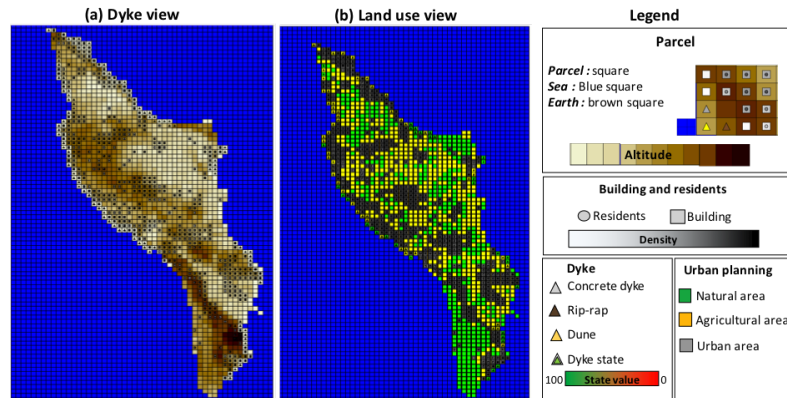 (a) Dyke view
(b) Land use view
Legend
Parcel
Parcel : square
Sea : Blue square
Earth : brown square
Altitude
Building and residents
Residents
Building
Density
Dyke
Concrete dyke
Rip-rap
Dune
Dyke state
100 State value 0
Urban planning
Natural area
Agricultural area
Urban area